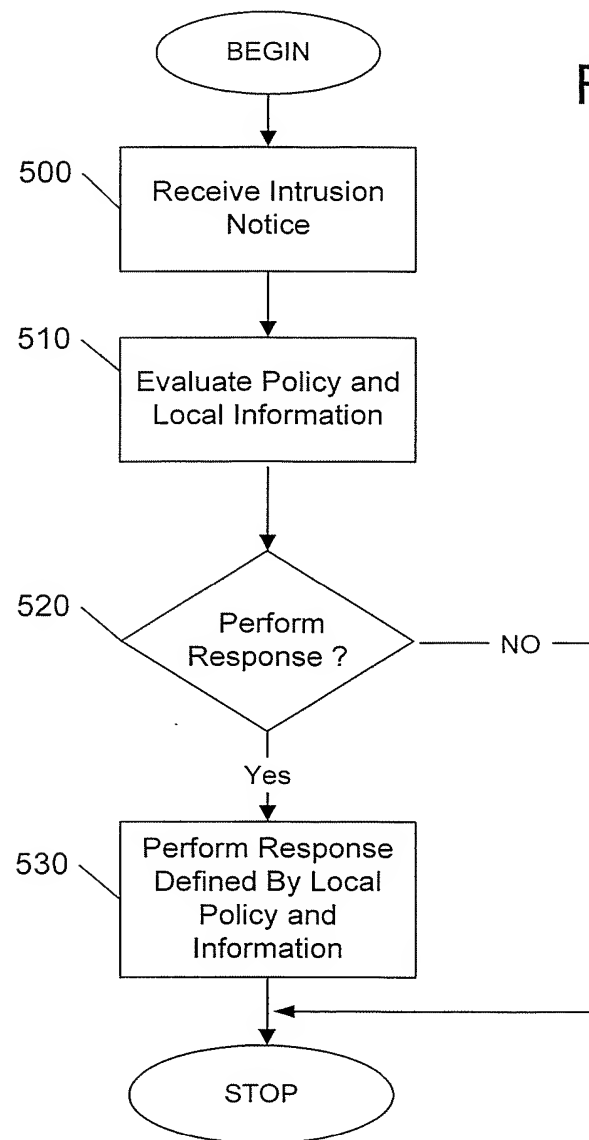 BEGIN
500
Receive Intrusion
Notice
510
Evaluate Policy and
Local Information
520
Perform
Response ?
NO
Yes
530
Perform Response
Defined By Local
Policy and
Information
STOP